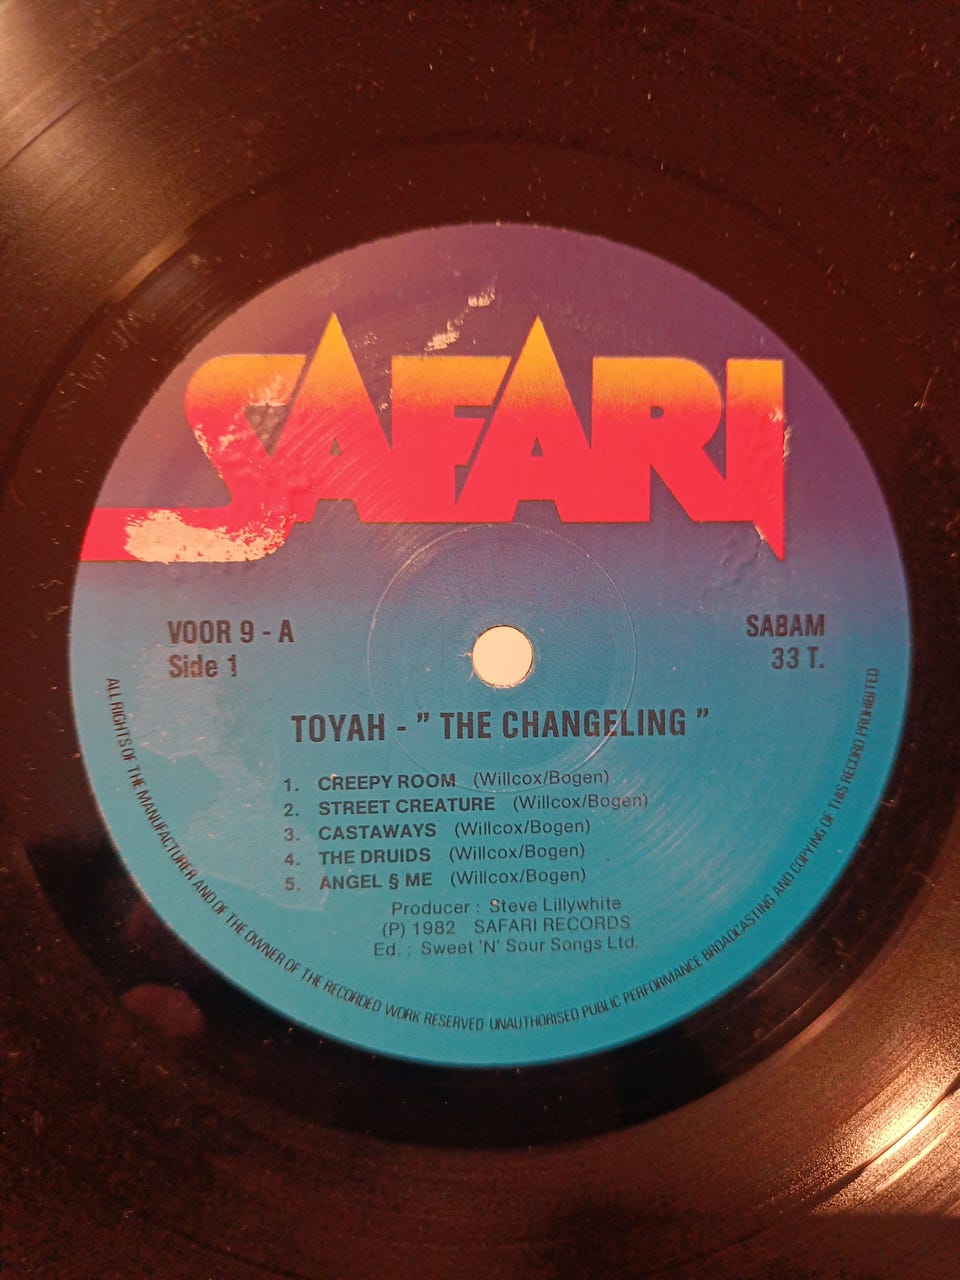 SAFARI
VOOR 9 - A
Side 1
SABAM
33 T.
TOYAH - " THE CHANGELING "
1. CREEPY ROOM (Willcox/Bogen)
2. STREET CREATURE (Willcox/Bogen)
3. CASTAWAYS (Willcox/Bogen)
4. THE DRUIDS (Willcox/Bogen)
5. ANGEL § ME (Willcox/Bogen)
Producer : Steve Lillywhite
(P) 1982 SAFARI RECORDS
Ed. : Sweet 'N' Sour Songs Ltd.
ALL RIGHTS OF THE MANUFACTURER AND OF THE OWNER OF THE RECORDED WORK RESERVED UNAUTHORISED PUBLIC PERFORMANCE BROADCASTING AND COPYING OF THIS RECORD PROHIBITED